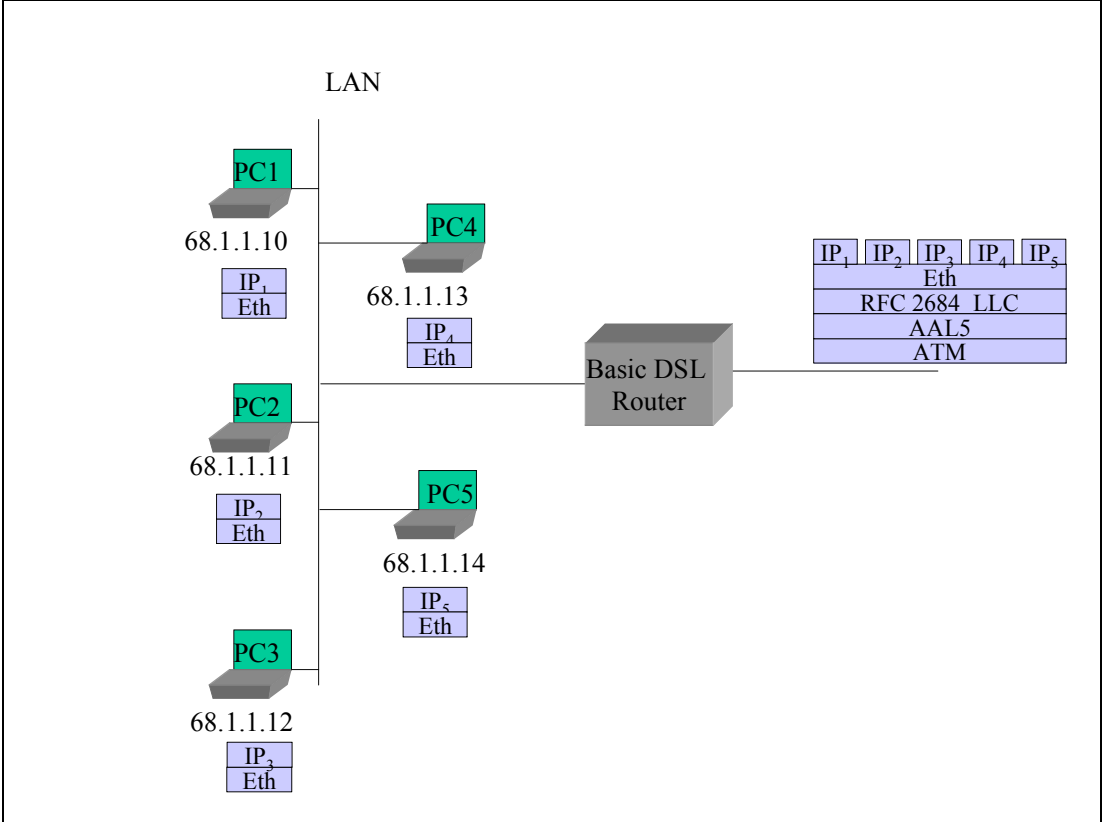 LAN
PC1
68.1.1.10
IP₁
Eth
PC4
68.1.1.13
IP₄
Eth
PC2
68.1.1.11
IP₂
Eth
PC5
68.1.1.14
IP₅
Eth
PC3
68.1.1.12
IP₃
Eth
Basic DSL
Router
IP₁ IP₂ IP₃ IP₄ IP₅
Eth
RFC 2684 LLC
AAL5
ATM